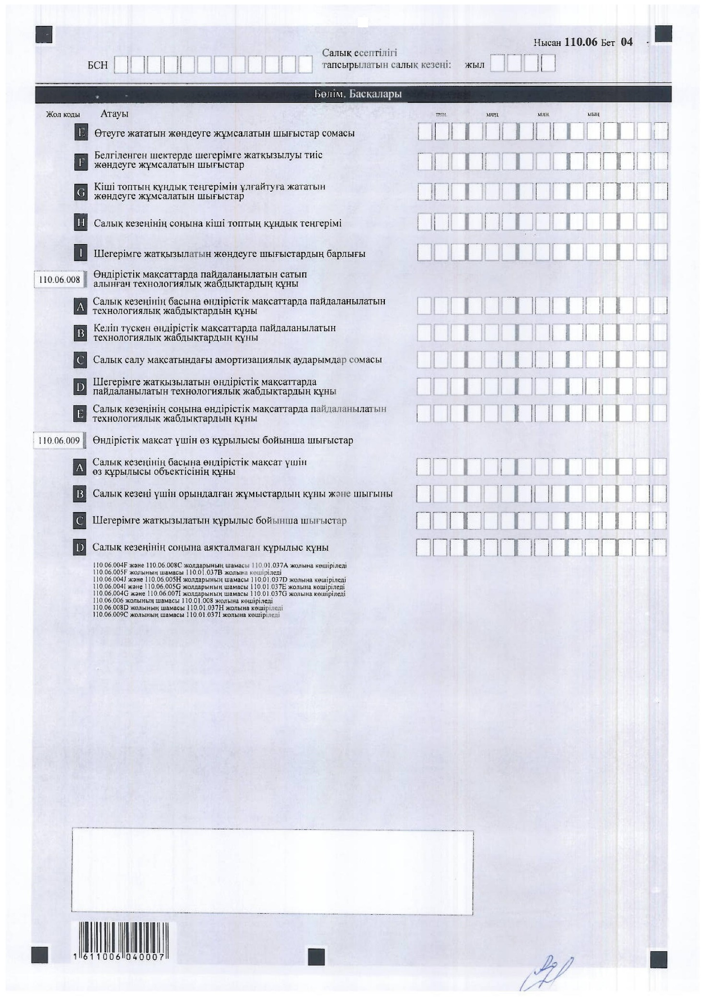 Нысан 110.06 Бет 04
БСН
Салық есептілігі
тапсырылатын салық кезеңі: жыл
Бөлім. Басқалары
Жол коды Атауы трлн. млрд. млн. мың
E Өтеуге жататын жөндеуге жұмсалатын шығыстар сомасы
F Белгіленген шектерде шегерімге жатқызылуы тиіс
жөндеуге жұмсалатын шығыстар
G Кіші топтың құндық теңгерімін ұлғайтуға жататын
жөндеуге жұмсалатын шығыстар
H Салық кезеңінің соңына кіші топтың құндық теңгерімі
I Шегерімге жатқызылатын жөндеуге шығыстардың барлығы
110.06.008 Өндірістік мақсаттарда пайдаланылатын сатып
алынған технологиялық жабдықтардың құны
A Салық кезеңінің басына өндірістік мақсаттарда пайдаланылатын
технологиялық жабдықтардың құны
B Келіп түскен өндірістік мақсаттарда пайдаланылатын
технологиялық жабдықтардың құны
C Салық салу мақсатындағы амортизациялық аударымдар сомасы
D Шегерімге жатқызылатын өндірістік мақсаттарда
пайдаланылатын технологиялық жабдықтардың құны
E Салық кезеңінің соңына өндірістік мақсаттарда пайдаланылатын
технологиялық жабдықтардың құны
110.06.009 Өндірістік мақсат үшін өз құрылысы бойынша шығыстар
A Салық кезеңінің басына өндірістік мақсат үшін
өз құрылысы объектісінің құны
B Салық кезеңі үшін орындалған жұмыстардың құны және шығыны
C Шегерімге жатқызылатын құрылыс бойынша шығыстар
D Салық кезеңінің соңына аяқталмаған құрылыс құны
110.06.004F және 110.06.008C жолдарының шамасы 110.01.037A жолына көшіріледі
110.06.005F жолының шамасы 110.01.037B жолына көшіріледі
110.06.004J және 110.06.005H жолдарының шамасы 110.01.037D жолына көшіріледі
110.06.004I және 110.06.005G жолдарының шамасы 110.01.037E жолына көшіріледі
110.06.004G және 110.06.007I жолдарының шамасы 110.01.037G жолына көшіріледі
110.06.006 жолының шамасы 110.01.008 жолына көшіріледі
110.06.008D жолының шамасы 110.01.037H жолына көшіріледі
110.06.009C жолының шамасы 110.01.037I жолына көшіріледі
1 611006 040007